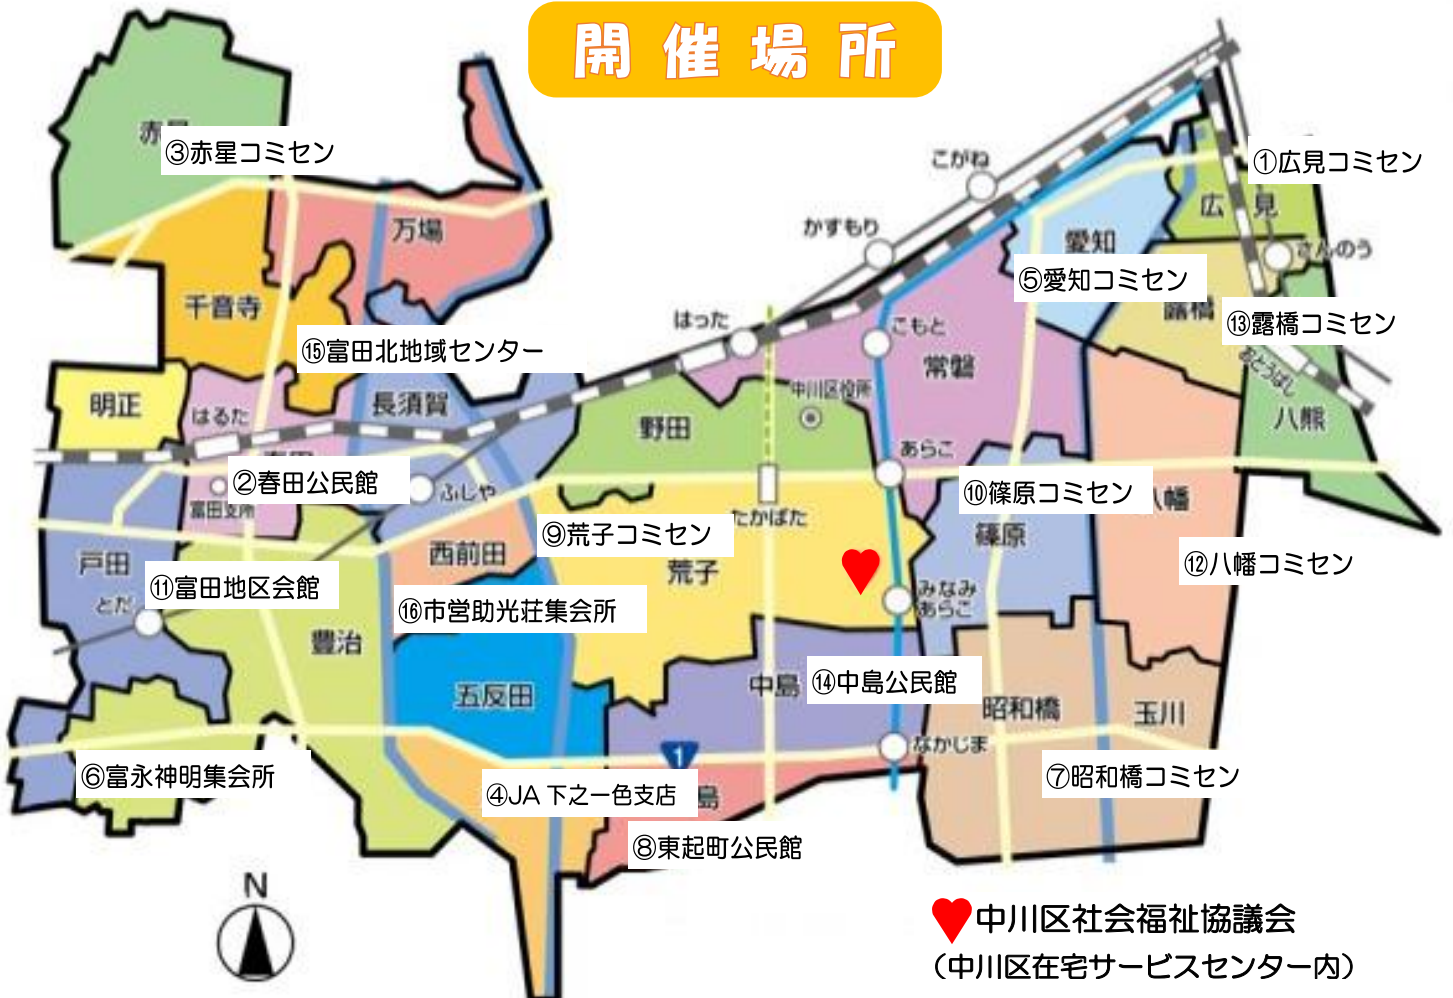 開催場所
③赤星コミセン
①広見コミセン
こがね
広見
万場
かすもり
愛知
さんのう
⑤愛知コミセン
千音寺
露橋
はった
こもと
⑬露橋コミセン
⑮富田北地域センター
おとうばし
常磐
中川区役所
明正
はるた
長須賀
野田
八熊
あらこ
②春田公民館
ふしや
⑩篠原コミセン
八幡
富田支所
たかばた
⑨荒子コミセン
篠原
戸田
西前田
荒子
⑫八幡コミセン
⑪富田地区会館
とだ
みなみ
あらこ
⑯市営助光荘集会所
豊治
中島
⑭中島公民館
五反田
昭和橋
玉川
なかじま
1
⑥富永神明集会所
⑦昭和橋コミセン
④JA 下之一色支店
島
⑧東起町公民館
N
中川区社会福祉協議会
（中川区在宅サービスセンター内）